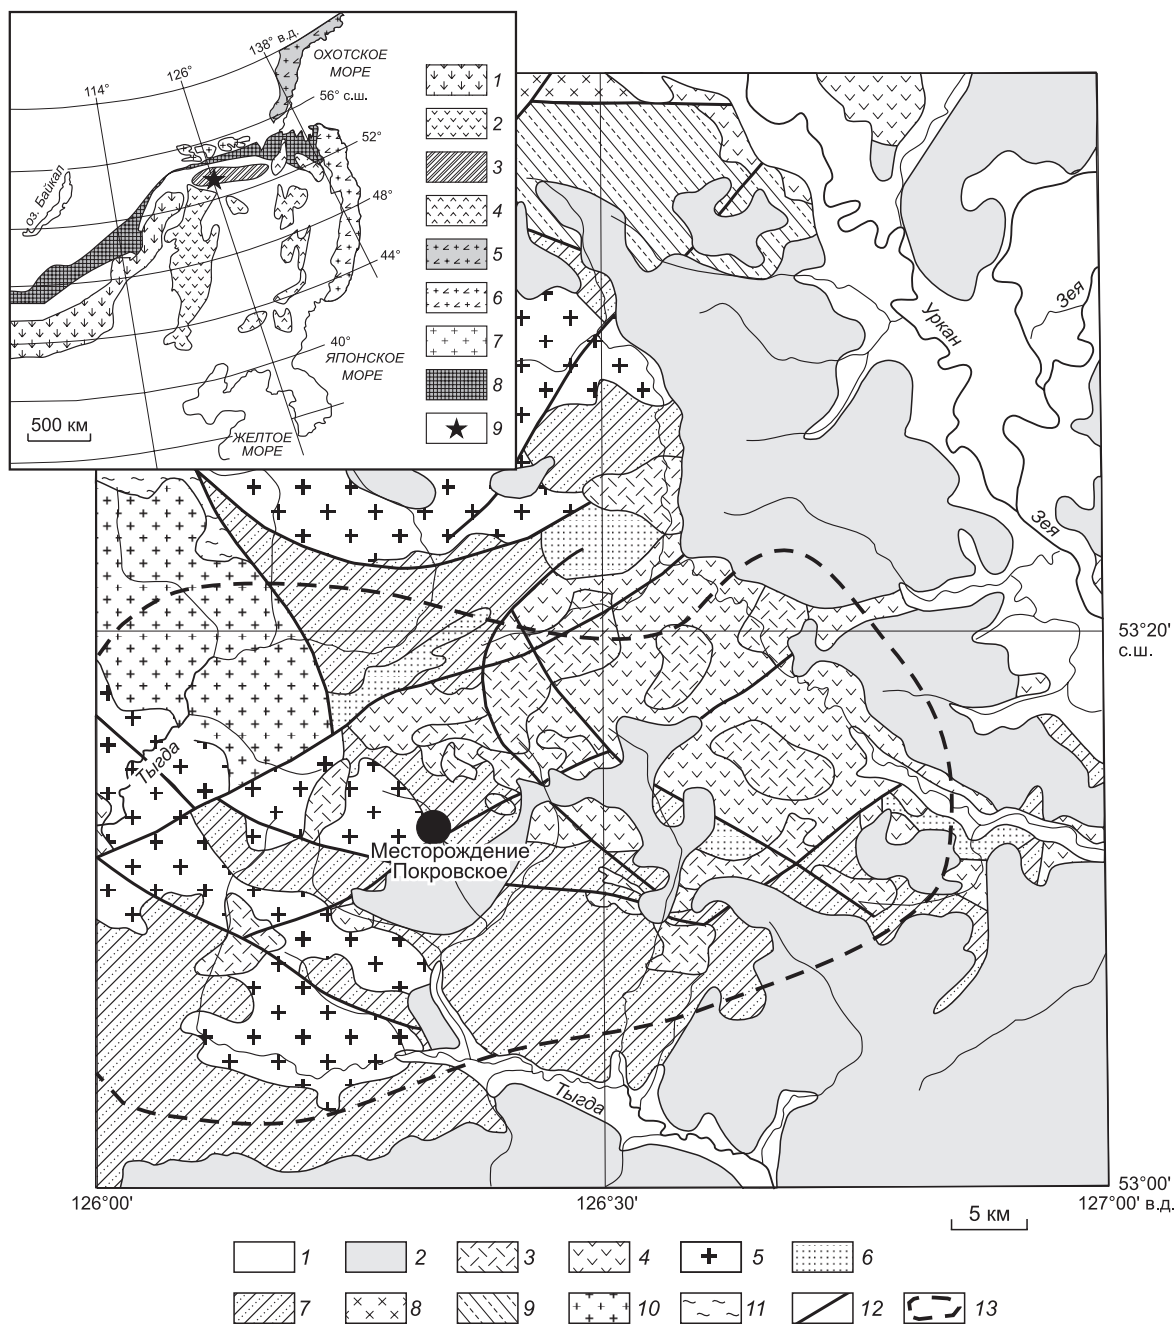 138° в.д.
ОХОТСКОЕ
МОРЕ
126°
114°
56° с.ш.
52°
48°
44°
40°
оз. Байкал
ЯПОНСКОЕ
МОРЕ
ЖЕЛТОЕ
МОРЕ
500 км
1
2
3
4
5
6
7
8
9
Уркан
Зея
Зея
53°20'
с.ш.
Тыгда
Месторождение
Покровское
Тыгда
53°00'
126°00'
126°30'
127°00' в.д.
5 км
1
2
3
4
5
6
7
8
9
10
11
12
13